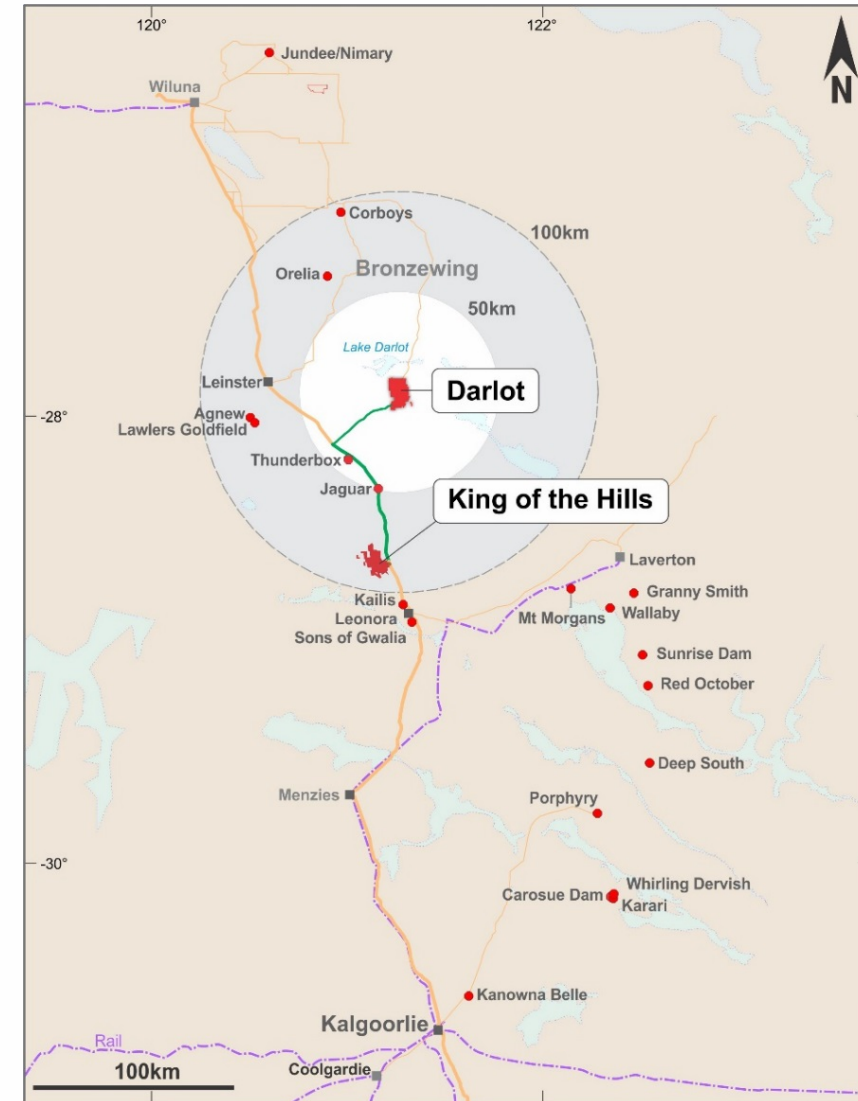 120°
122°
Jundee/Nimary
N
Wiluna
Corboys
100km
Orelia
Bronzewing
50km
Lake Darlot
Leinster
Darlot
Agnew
-28°
Lawlers Goldfield
Thunderbox
Jaguar
King of the Hills
Laverton
Kailis
Granny Smith
Leonora
Mt Morgans
Wallaby
Sons of Gwalia
Sunrise Dam
Red October
Deep South
Menzies
Porphyry
-30°
Whirling Dervish
Carosue Dam
Karari
Kanowna Belle
Kalgoorlie
Rail
100km
Coolgardie